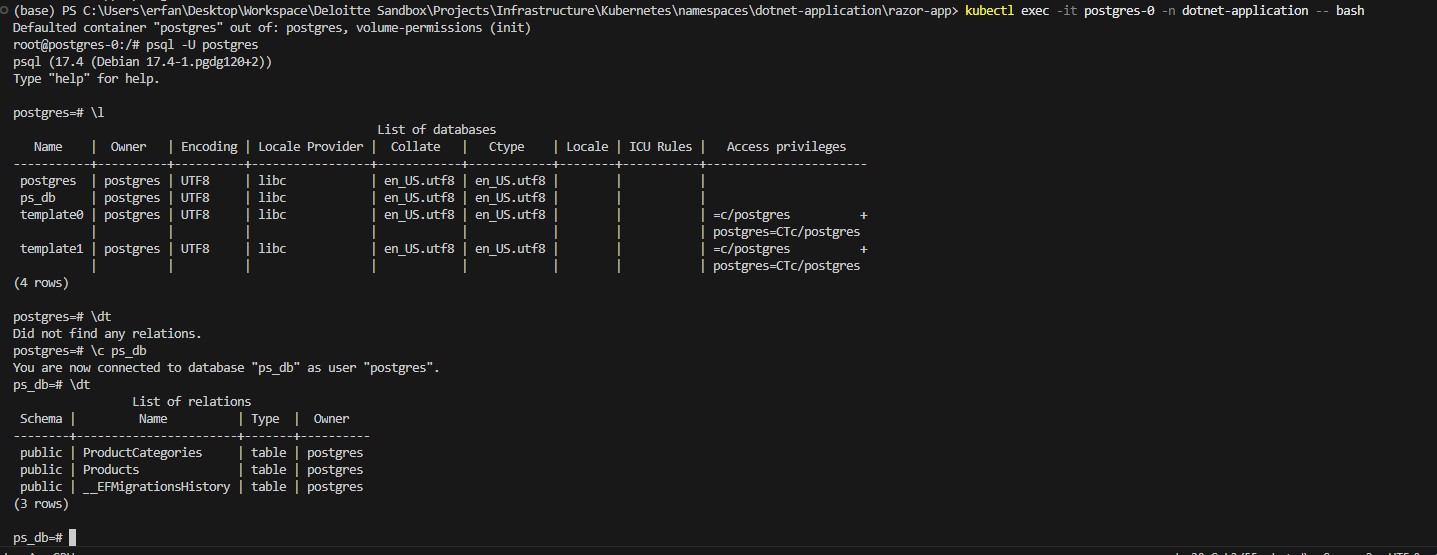 (base) PS C:\Users\erfan\Desktop\Workspace\Deloitte Sandbox\Projects\Infrastructure\Kubernetes\namespaces\dotnet-application\razor-app> kubectl exec -it postgres-0 -n dotnet-application -- bash
Defaulted container "postgres" out of: postgres, volume-permissions (init)
root@postgres-0:/# psql -U postgres
psql (17.4 (Debian 17.4-1.pgdg120+2))
Type "help" for help.
postgres=# \l
List of databases
Name | Owner | Encoding | Locale Provider | Collate | Ctype | Locale | ICU Rules | Access privileges
-----------+----------+----------+-----------------+------------+------------+--------+-----------+-----------------------
postgres | postgres | UTF8 | libc | en_US.utf8 | en_US.utf8 | | |
ps_db | postgres | UTF8 | libc | en_US.utf8 | en_US.utf8 | | |
template0 | postgres | UTF8 | libc | en_US.utf8 | en_US.utf8 | | | =c/postgres +
| | | | | | | | postgres=CTc/postgres
template1 | postgres | UTF8 | libc | en_US.utf8 | en_US.utf8 | | | =c/postgres +
| | | | | | | | postgres=CTc/postgres
(4 rows)
postgres=# \dt
Did not find any relations.
postgres=# \c ps_db
You are now connected to database "ps_db" as user "postgres".
ps_db=# \dt
List of relations
Schema | Name | Type | Owner
--------+-----------------------+-------+----------
public | ProductCategories | table | postgres
public | Products | table | postgres
public | __EFMigrationsHistory | table | postgres
(3 rows)
ps_db=#